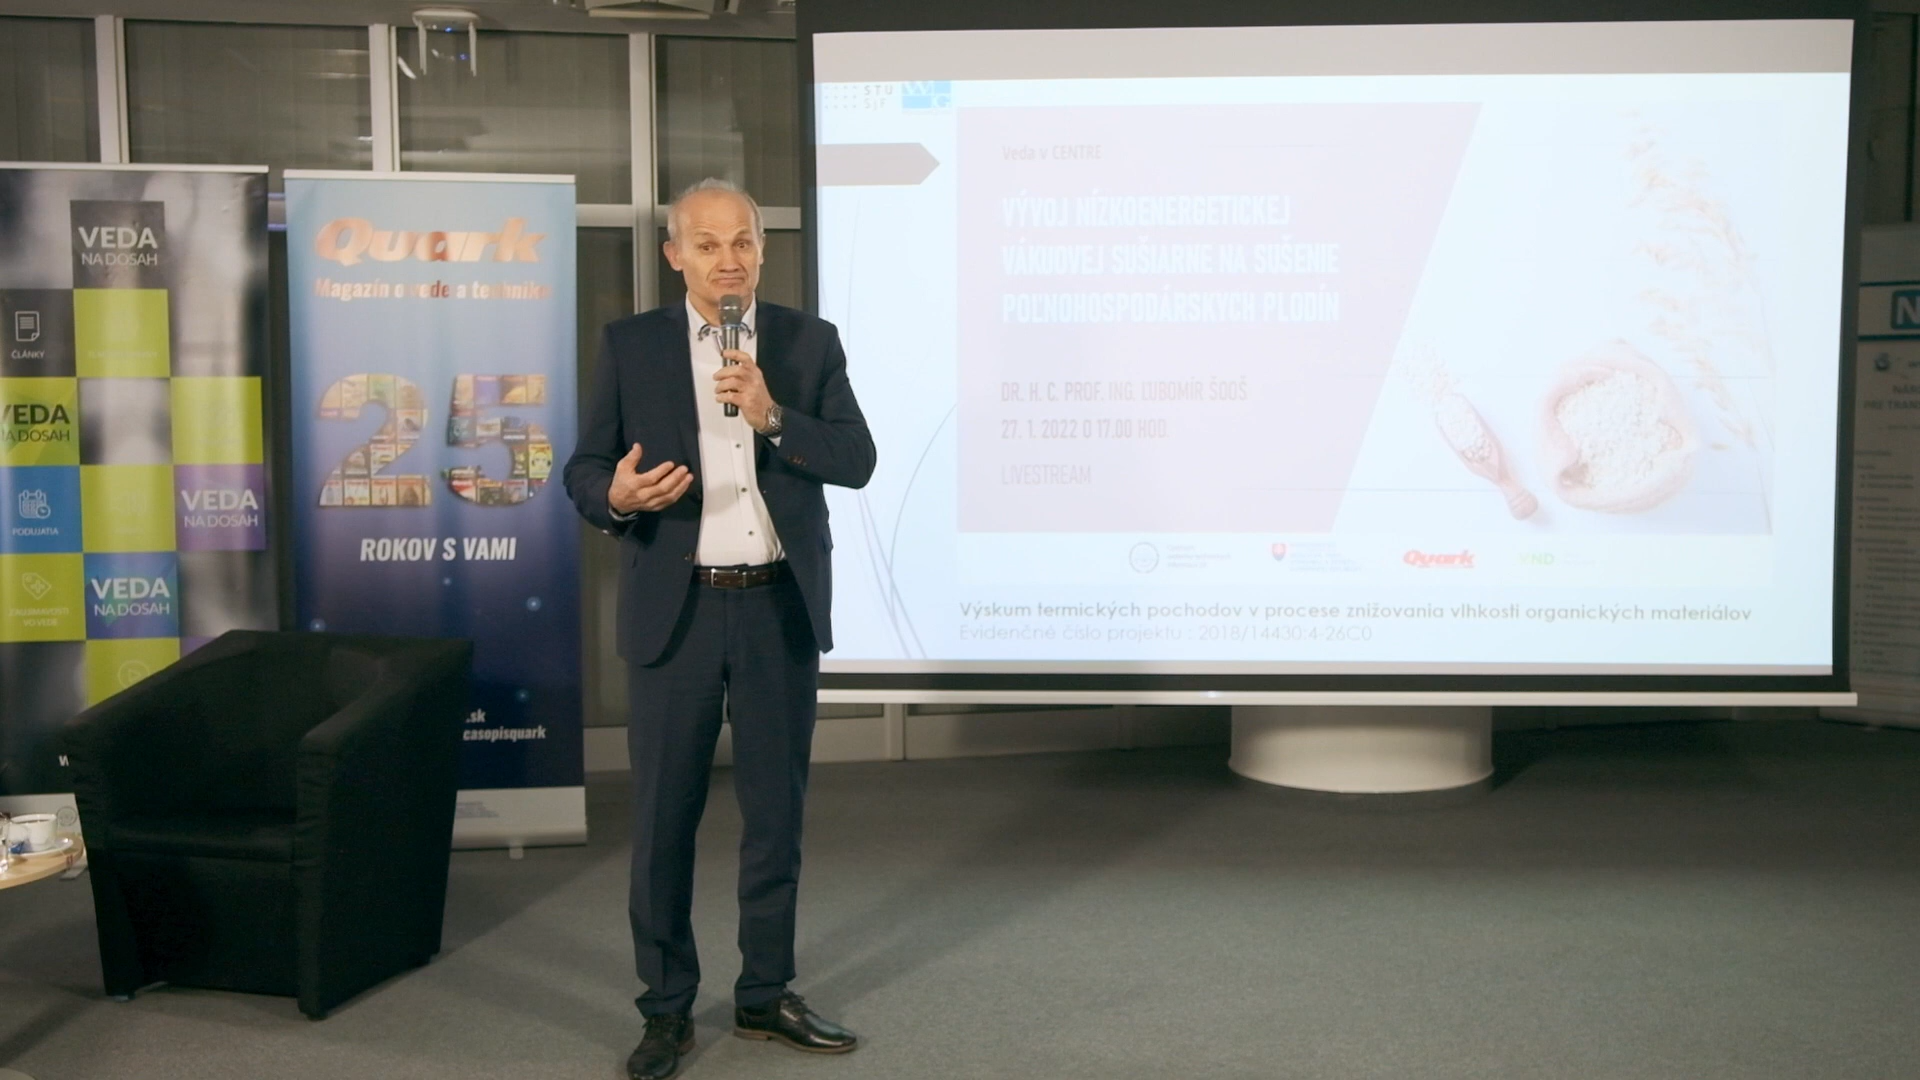 VEDA
NA DOSAH
ČLÁNKY
VEDA
NA DOSAH
PODUJATIA
VEDA
NA DOSAH
ZAUJÍMAVOSTI
VO VEDE
VEDA
NA DOSAH
Quark
Magazín o vede a technike
25
ROKOV S VAMI
.sk
casopisquark
STU
SjF
Veda v CENTRE
VÝVOJ NÍZKOENERGETICKEJ
VÁKUOVEJ SUŠIARNE NA SUŠENIE
POĽNOHOSPODÁRSKYCH PLODÍN
DR. H. C. PROF. ING. ĽUBOMÍR ŠOOŠ
27. 1. 2022 O 17.00 HOD.
LIVESTREAM
Quark
VND
Výskum termických pochodov v procese znižovania vlhkosti organických materiálov
Evidenčné číslo projektu : 2018/14430:4-26C0
N